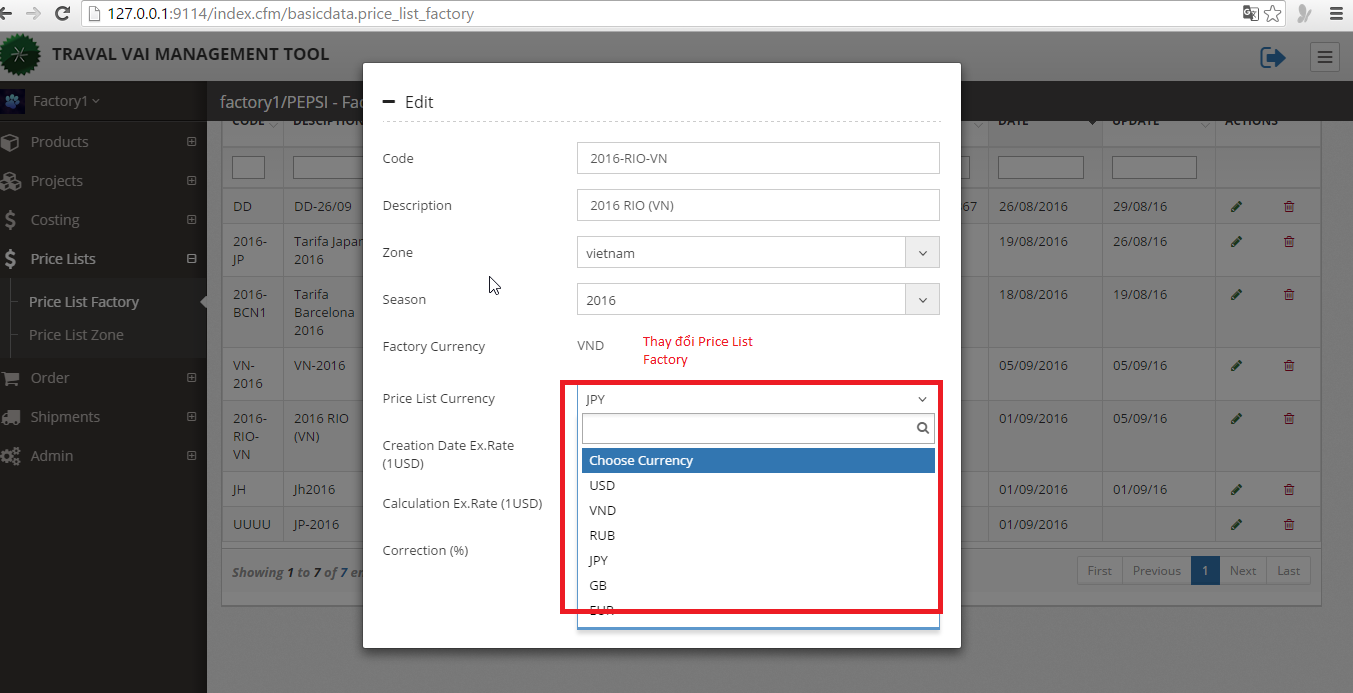 127.0.0.1:9114/index.cfm/basicdata.price_list_factory
TRAVAL VAI MANAGEMENT TOOL
Factory1
Products
Projects
Costing
Price Lists
Price List Factory
Price List Zone
Order
Shipments
Admin
factory1/PEPSI - Fac
CODE DESCIPTION DATE UPDATE ACTIONS
DD DD-26/09 67 26/08/2016 29/08/16
2016-JP Tarifa Japan 2016 19/08/2016 26/08/16
2016-BCN1 Tarifa Barcelona 2016 18/08/2016 19/08/16
VN-2016 VN-2016 05/09/2016 05/09/16
2016-RIO-VN 2016 RIO (VN) 01/09/2016 05/09/16
JH Jh2016 01/09/2016 01/09/16
UUUU JP-2016 01/09/2016
Showing 1 to 7 of 7 en
First Previous 1 Next Last
Edit
Code 2016-RIO-VN
Description 2016 RIO (VN)
Zone vietnam
Season 2016
Factory Currency VND
Thay đổi Price List
Factory
Price List Currency JPY
Creation Date Ex.Rate
(1USD)
Calculation Ex.Rate (1USD)
Correction (%)
Choose Currency
USD
VND
RUB
JPY
GB
EUR